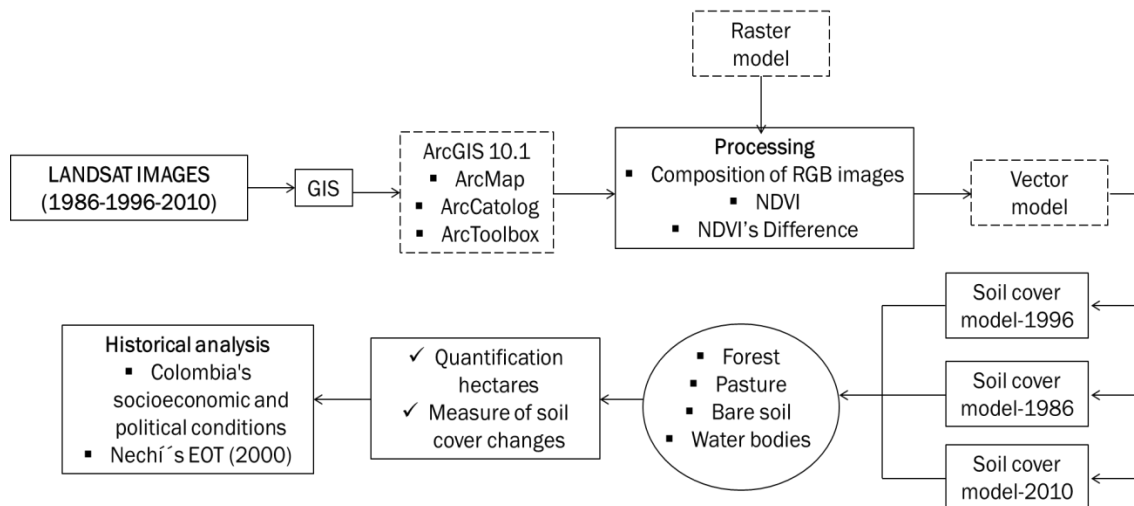 Raster
model
LANDSAT IMAGES
(1986-1996-2010)
GIS
ArcGIS 10.1
▪ ArcMap
▪ ArcCatolog
▪ ArcToolbox
Processing
▪ Composition of RGB images
▪ NDVI
▪ NDVI’s Difference
Vector
model
Soil cover
model-1996
Soil cover
model-1986
Soil cover
model-2010
▪ Forest
▪ Pasture
▪ Bare soil
▪ Water bodies
✓ Quantification
hectares
✓ Measure of soil
cover changes
Historical analysis
▪ Colombia's
socioeconomic and
political conditions
▪ Nechí´s EOT (2000)